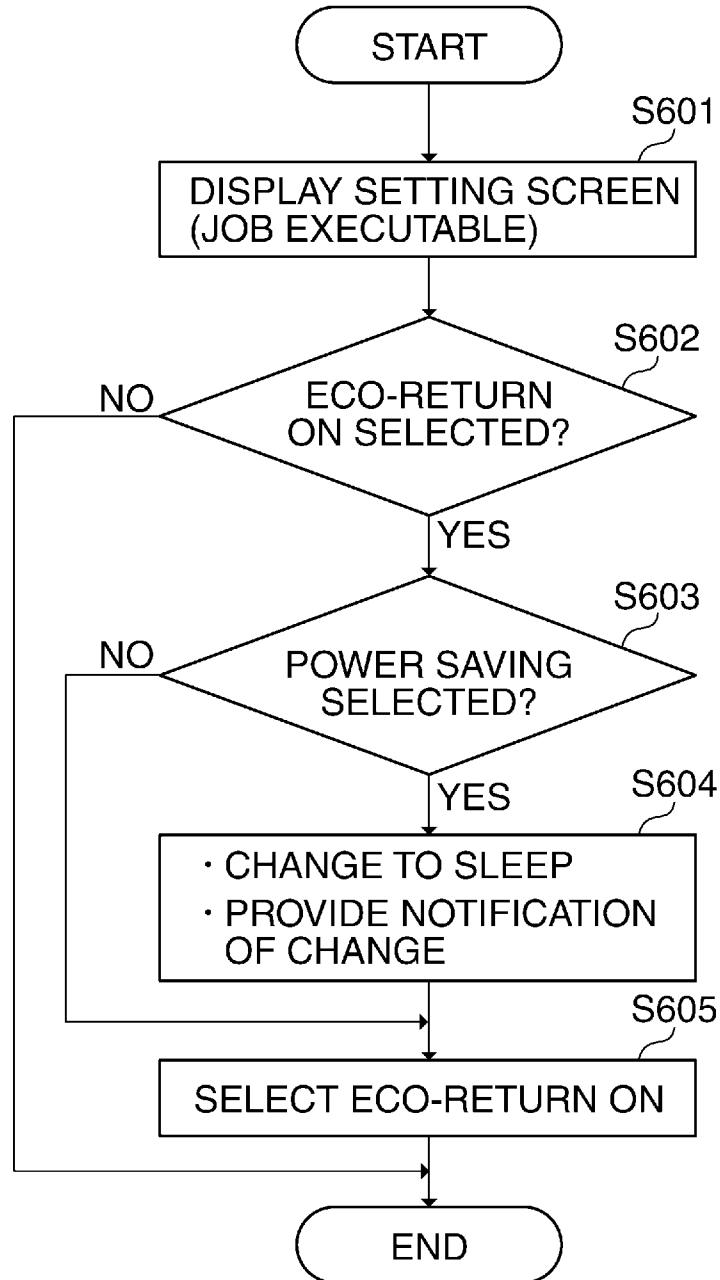 START
S601
DISPLAY SETTING SCREEN
(JOB EXECUTABLE)
S602
NO
ECO-RETURN
ON SELECTED?
YES
S603
NO
POWER SAVING
SELECTED?
YES
S604
· CHANGE TO SLEEP
· PROVIDE NOTIFICATION
OF CHANGE
S605
SELECT ECO-RETURN ON
END